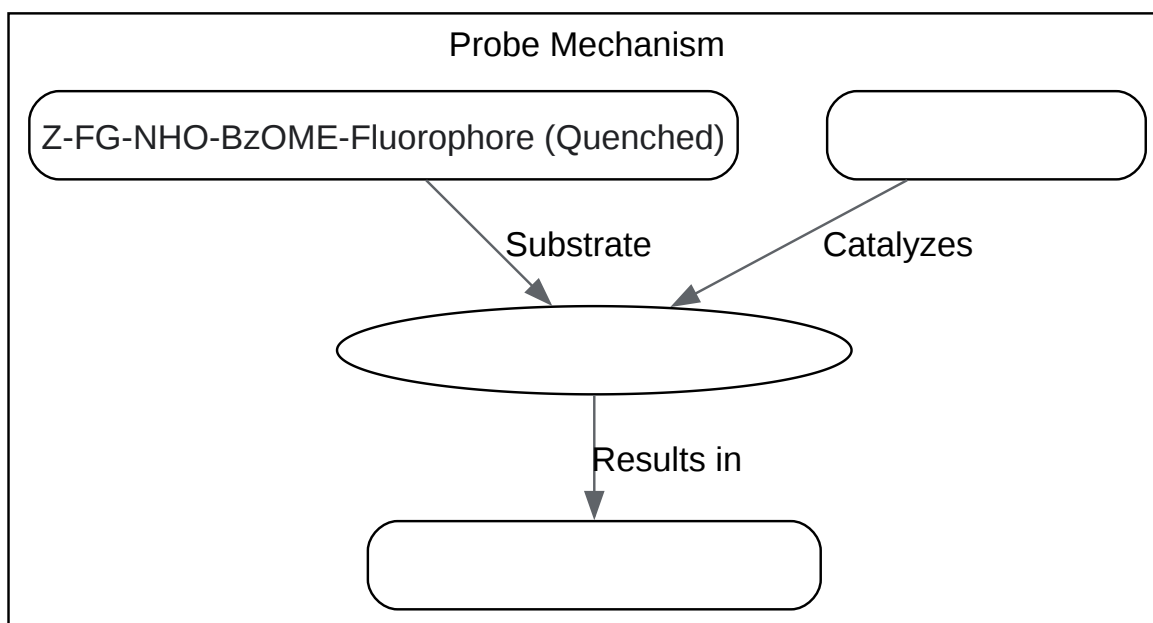 Probe Mechanism
Z-FG-NHO-BzOME-Fluorophore (Quenched)
Substrate
Catalyzes
Results in